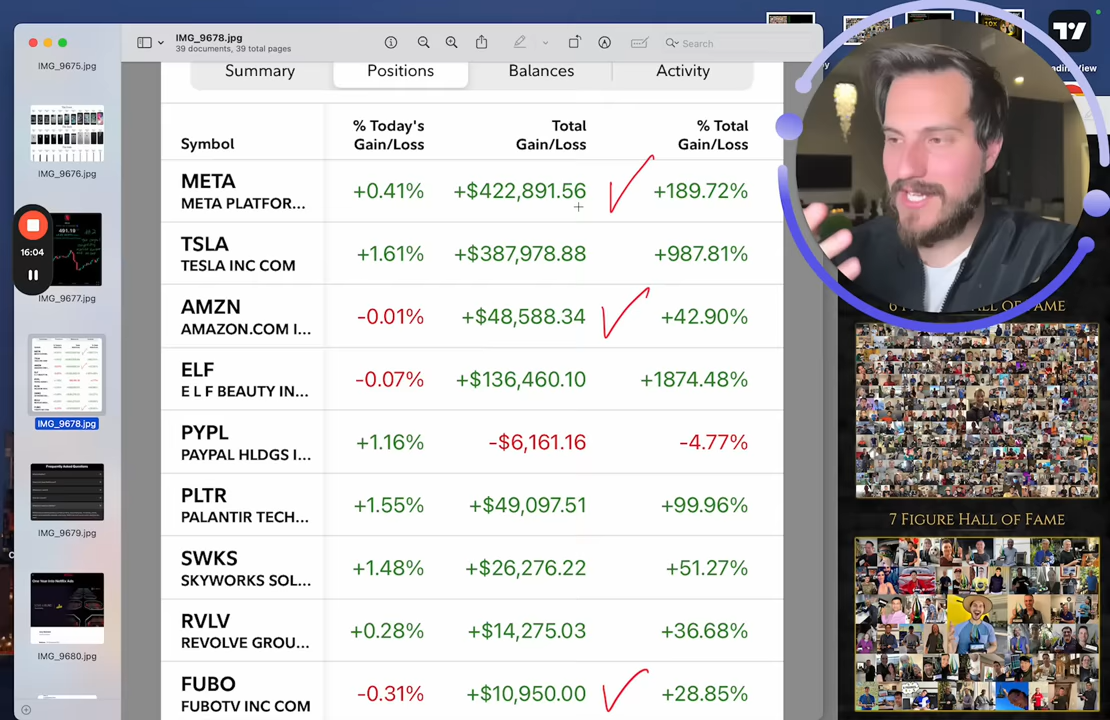 IMG_9678.jpg
39 documents, 39 total pages
Search
IMG_9675.jpg
IMG_9676.jpg
16:04
IMG_9677.jpg
IMG_9678.jpg
Frequently Asked Questions
IMG_9679.jpg
IMG_9680.jpg
Summary
Positions
Balances
Activity
Symbol
% Today's Gain/Loss
Total Gain/Loss
% Total Gain/Loss
META +0.41% +$422,891.56 +189.72%
META PLATFOR...
TSLA +1.61% +$387,978.88 +987.81%
TESLA INC COM
AMZN -0.01% +$48,588.34 +42.90%
AMAZON.COM I...
ELF -0.07% +$136,460.10 +1874.48%
E L F BEAUTY IN...
PYPL +1.16% -$6,161.16 -4.77%
PAYPAL HLDGS I...
PLTR +1.55% +$49,097.51 +99.96%
PALANTIR TECH...
SWKS +1.48% +$26,276.22 +51.27%
SKYWORKS SOL...
RVLV +0.28% +$14,275.03 +36.68%
REVOLVE GROU...
FUBO -0.31% +$10,950.00 +28.85%
FUBOTV INC COM
OF FAME
7 FIGURE HALL OF FAME